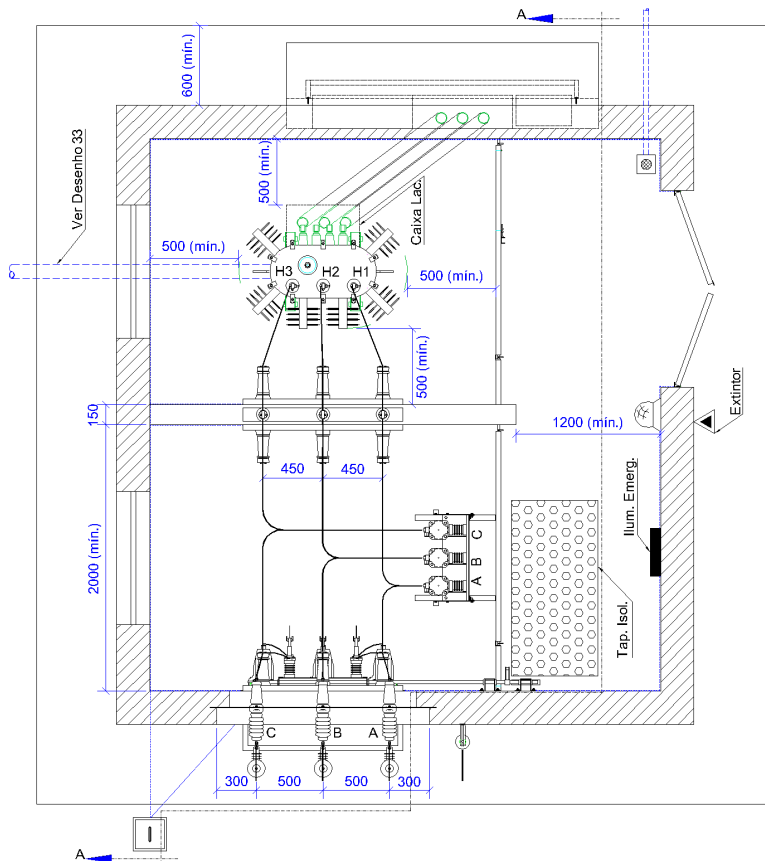 A
600 (mín.)
Ver Desenho 33
500 (mín.)
Caixa Lac.
500 (mín.)
H3
H2
H1
500 (mín.)
500 (mín.)
150
1200 (mín.)
Extintor
450
450
Ilum. Emerg.
2000 (mín.)
C
B
A
Tap. Isol.
C
B
A
300
500
500
300
A